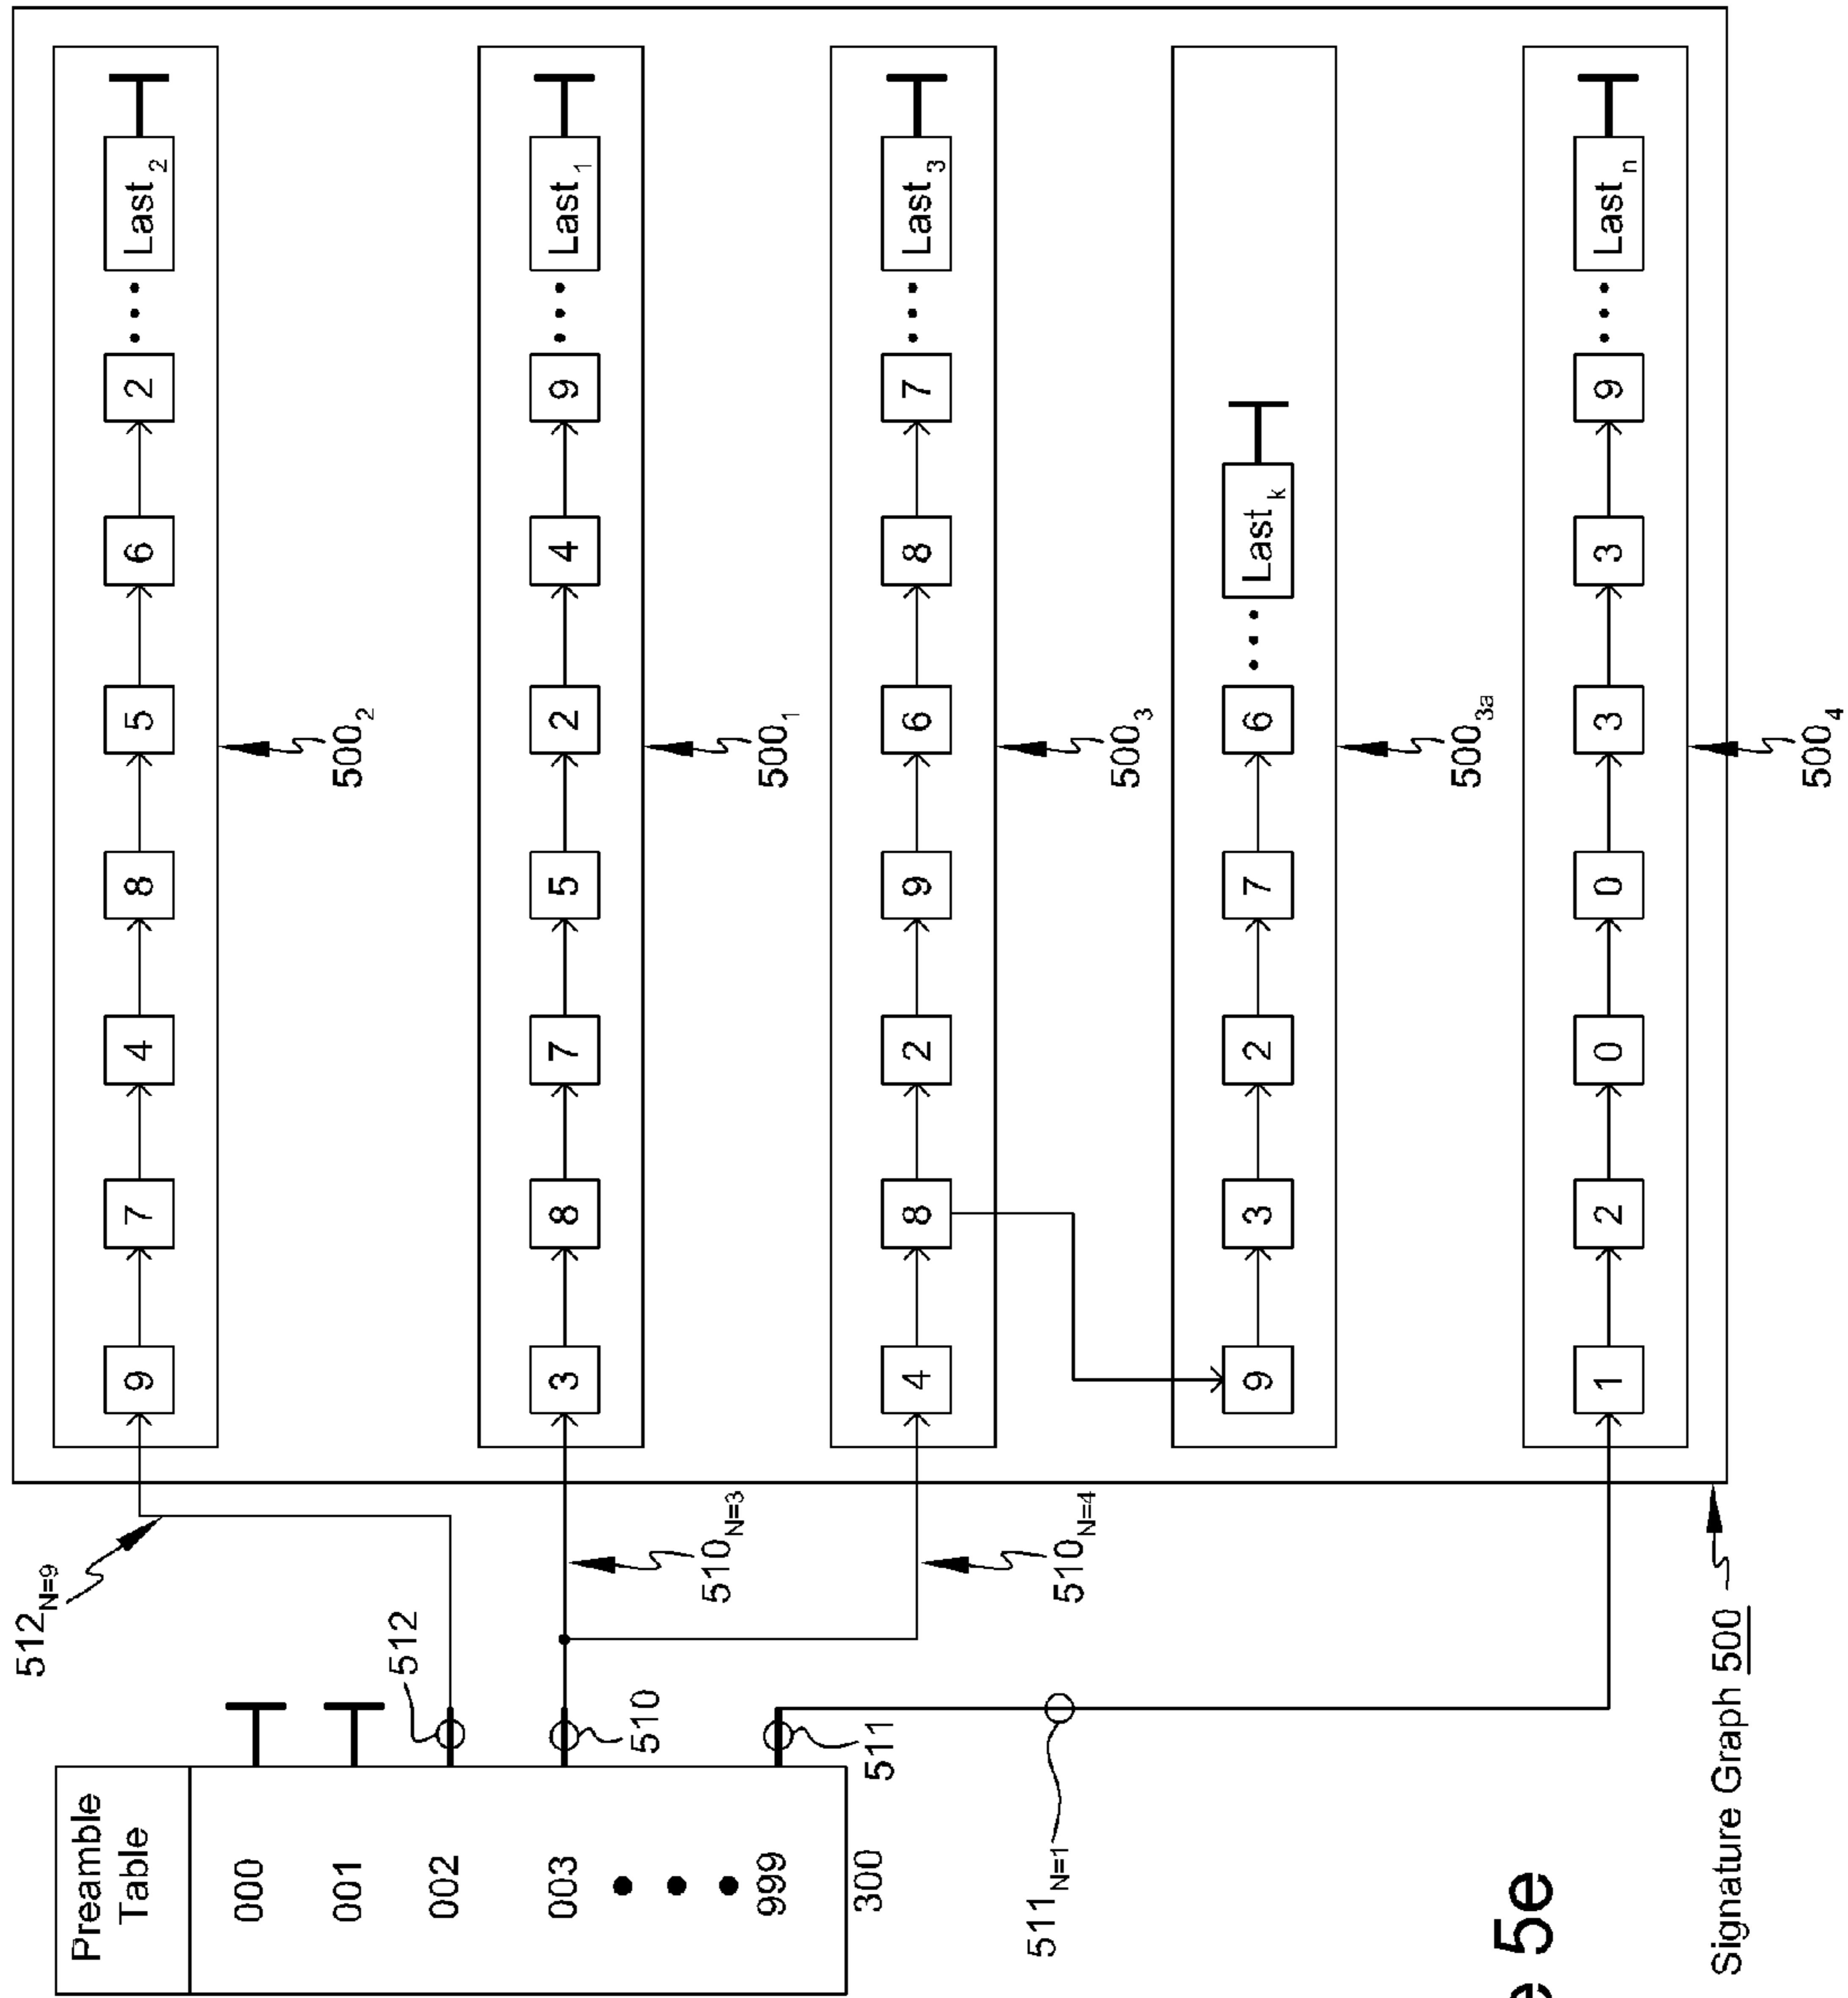 Preamble
Table
000
001
002
003
999
300
512
510
511
512N=9
510N=3
510N=4
511N=1
9 7 4 8 5 6 2 ... Last2
5002
3 8 7 5 2 4 9 ... Last1
5001
4 8 2 9 6 8 7 ... Last3
5003
9 3 2 7 6 ... Lastk
5003a
1 2 0 0 3 3 9 ... Lastn
5004
Signature Graph 500
e 5e